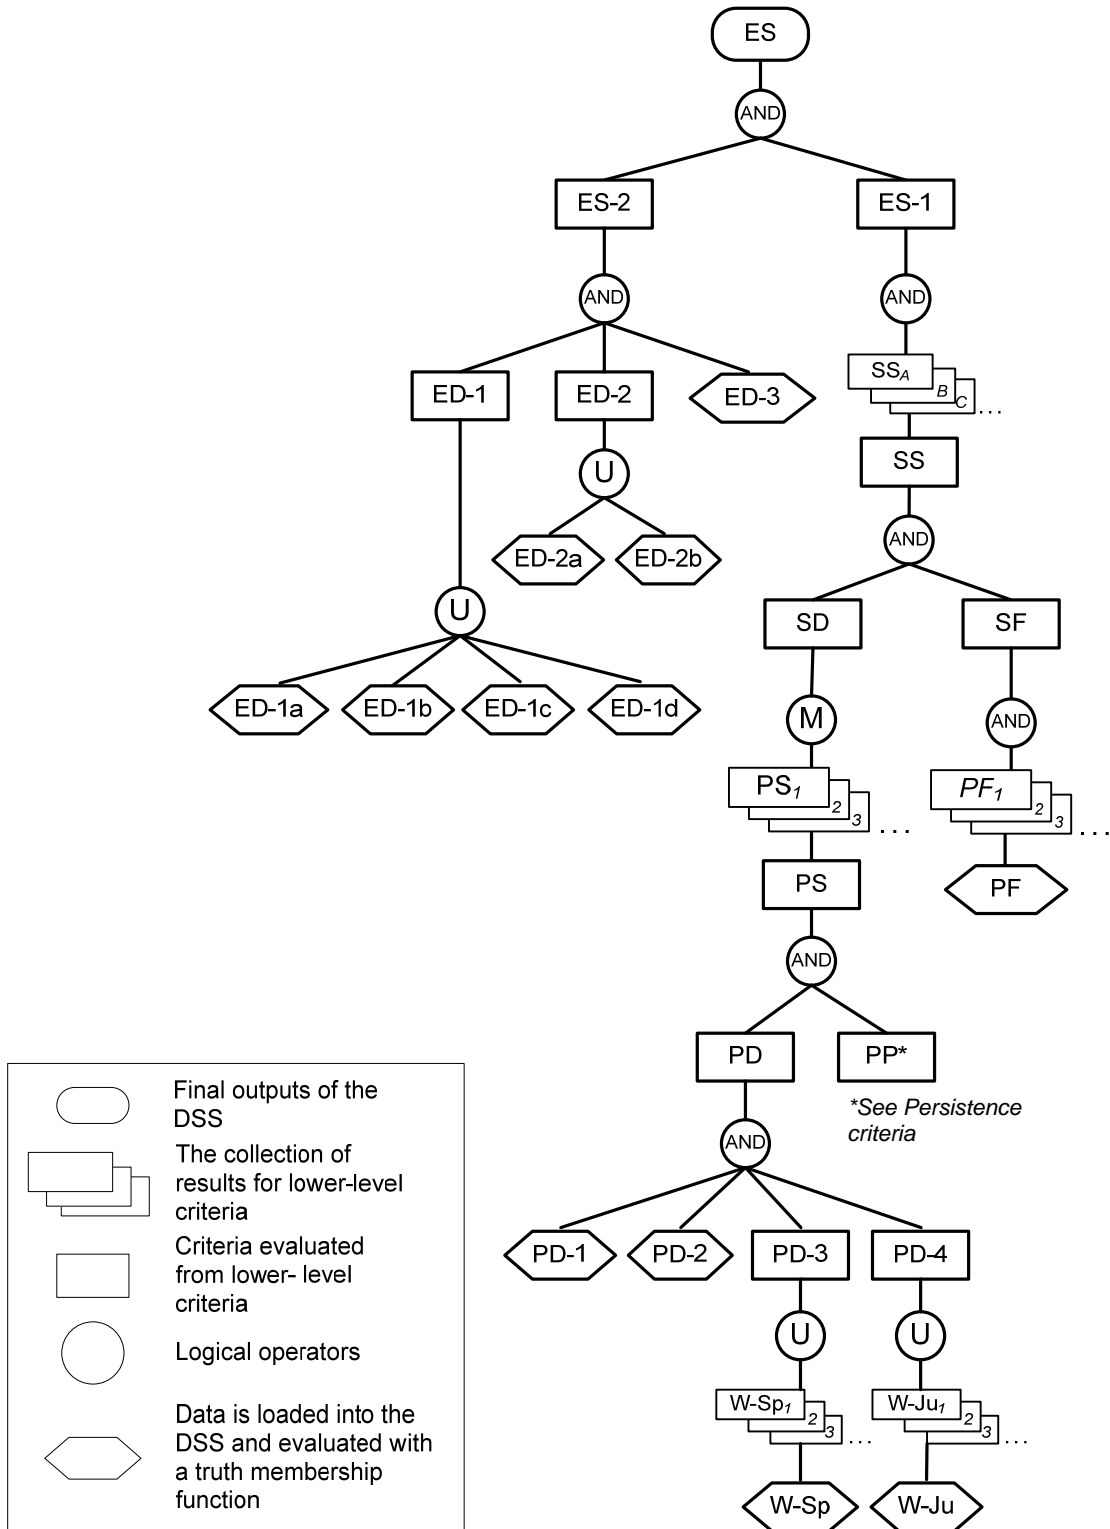 ES
AND
ES-2
ES-1
AND
AND
SSA
B
C
...
ED-1
ED-2
ED-3
SS
U
AND
ED-2a
ED-2b
U
SD
SF
ED-1a
ED-1b
ED-1c
ED-1d
M
AND
PS1
2
3
...
PF1
2
3
...
PS
PF
AND
PD
PP*
*See Persistence
criteria
AND
PD-1
PD-2
PD-3
PD-4
U
U
W-Sp1
2
3
...
W-Ju1
2
3
...
W-Sp
W-Ju
Final outputs of the
DSS
The collection of
results for lower-level
criteria
Criteria evaluated
from lower- level
criteria
Logical operators
Data is loaded into the
DSS and evaluated with
a truth membership
function